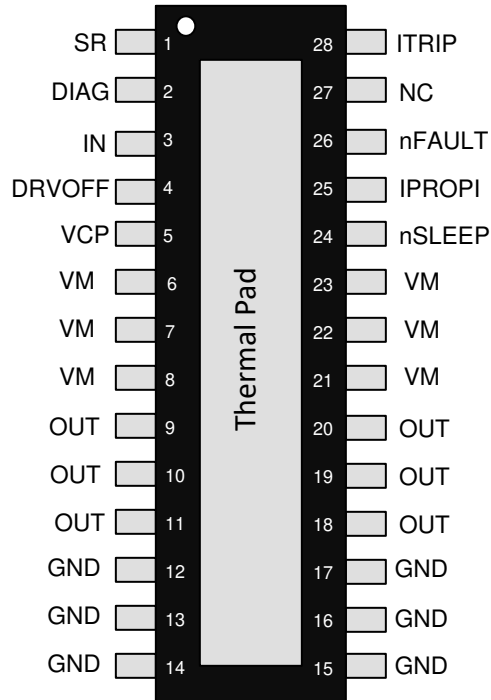 SR 1 28 ITRIP
DIAG 2 27 NC
IN 3 26 nFAULT
DRVOFF 4 25 IPROPI
VCP 5 24 nSLEEP
VM 6 23 VM
VM 7 22 VM
VM 8 21 VM
OUT 9 20 OUT
OUT 10 19 OUT
OUT 11 18 OUT
GND 12 17 GND
GND 13 16 GND
GND 14 15 GND
Thermal Pad